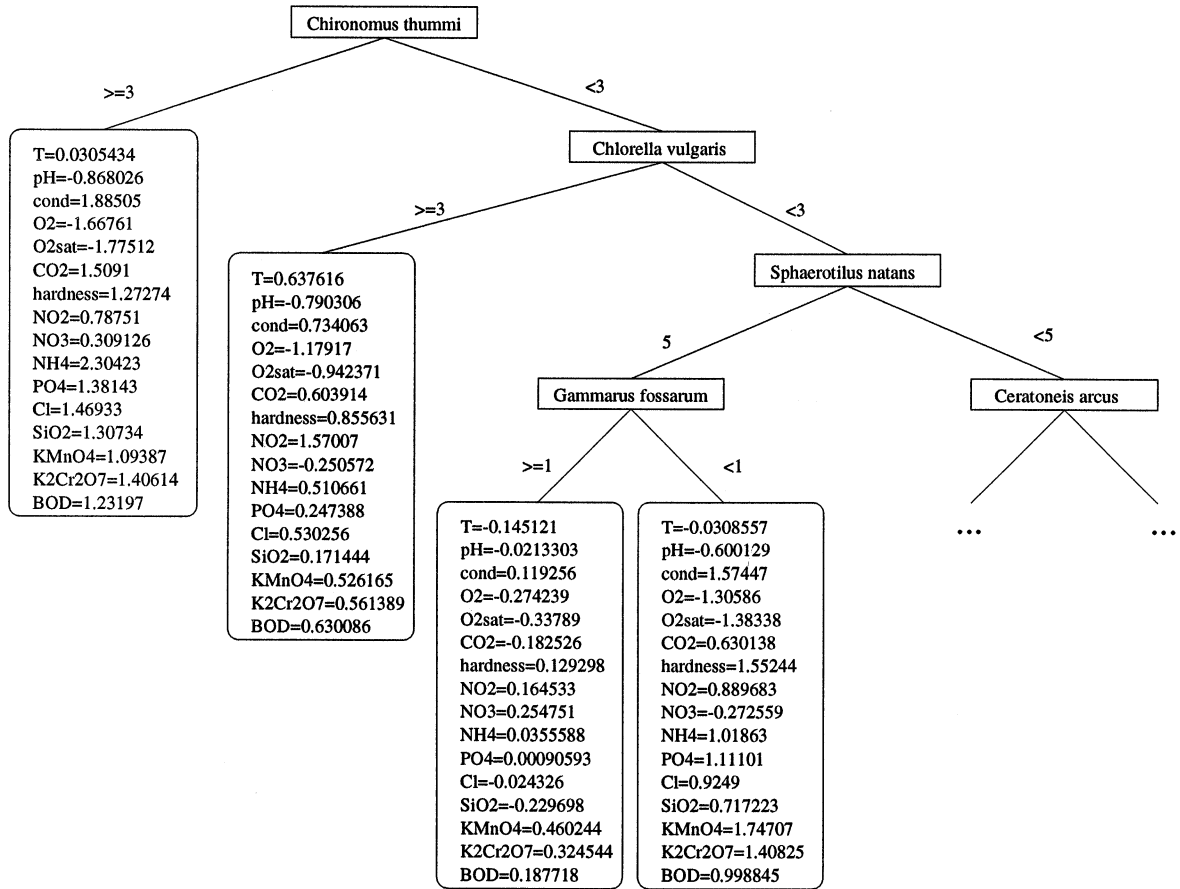 Chironomus thummi
>=3
<3
T=0.0305434
pH=-0.868026
cond=1.88505
O2=-1.66761
O2sat=-1.77512
CO2=1.5091
hardness=1.27274
NO2=0.78751
NO3=0.309126
NH4=2.30423
PO4=1.38143
Cl=1.46933
SiO2=1.30734
KMnO4=1.09387
K2Cr2O7=1.40614
BOD=1.23197
Chlorella vulgaris
>=3
<3
T=0.637616
pH=-0.790306
cond=0.734063
O2=-1.17917
O2sat=-0.942371
CO2=0.603914
hardness=0.855631
NO2=1.57007
NO3=-0.250572
NH4=0.510661
PO4=0.247388
Cl=0.530256
SiO2=0.171444
KMnO4=0.526165
K2Cr2O7=0.561389
BOD=0.630086
Sphaerotilus natans
5
<5
Gammarus fossarum
>=1
<1
T=-0.145121
pH=-0.0213303
cond=0.119256
O2=-0.274239
O2sat=-0.33789
CO2=-0.182526
hardness=0.129298
NO2=0.164533
NO3=0.254751
NH4=0.0355588
PO4=0.00090593
Cl=-0.024326
SiO2=-0.229698
KMnO4=0.460244
K2Cr2O7=0.324544
BOD=0.187718
T=-0.0308557
pH=-0.600129
cond=1.57447
O2=-1.30586
O2sat=-1.38338
CO2=0.630138
hardness=1.55244
NO2=0.889683
NO3=-0.272559
NH4=1.01863
PO4=1.11101
Cl=0.9249
SiO2=0.717223
KMnO4=1.74707
K2Cr2O7=1.40825
BOD=0.998845
Ceratoneis arcus
...
...